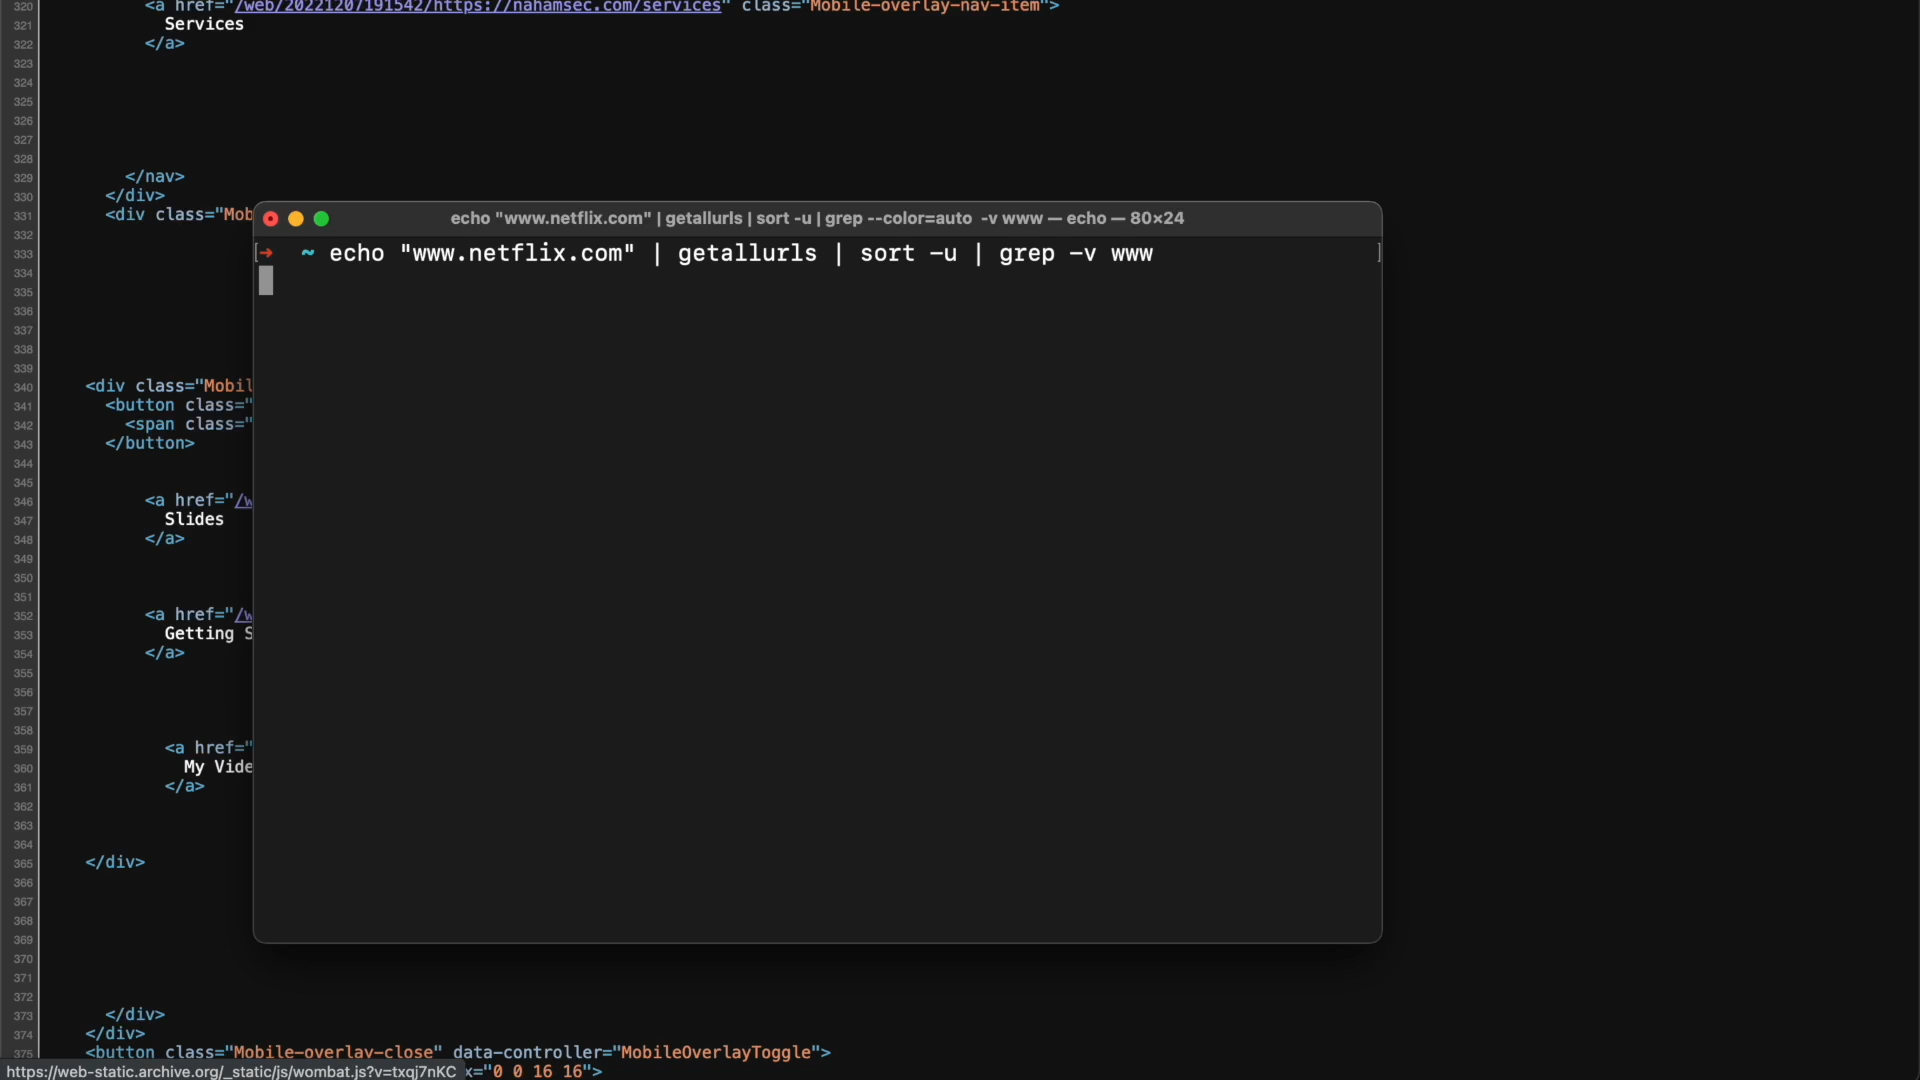 320 <a href="/web/20221207191542/https://nahamsec.com/services" class="Mobile-overlay-nav-item">
321 Services
322 </a>
323
324
325
326
327
328
329 </nav>
330 </div>
331 <div class="Mob
332
333
334
335
336
337
338
339
340 <div class="Mobil
341 <button class="
342 <span class="
343 </button>
344
345
346 <a href="/w
347 Slides
348 </a>
349
350
351
352 <a href="/w
353 Getting S
354 </a>
355
356
357
358
359 <a href="
360 My Vide
361 </a>
362
363
364
365 </div>
366
367
368
369
370
371
372
373 </div>
374 </div>
375 <button class="Mobile-overlay-close" data-controller="MobileOverlayToggle">
x="0 0 16 16">
https://web-static.archive.org/_static/js/wombat.js?v=txqj7nKC
echo "www.netflix.com" | getallurls | sort -u | grep --color=auto -v www — echo — 80×24
[➜ ~ echo "www.netflix.com" | getallurls | sort -u | grep -v www ]